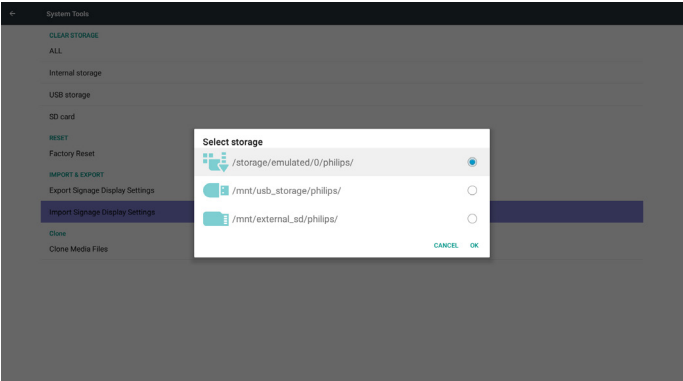 System Tools
CLEAR STORAGE
ALL
Internal storage
USB storage
SD card
RESET
Factory Reset
IMPORT & EXPORT
Export Signage Display Settings
Import Signage Display Settings
Clone
Clone Media Files
Select storage
/storage/emulated/0/philips/
/mnt/usb_storage/philips/
/mnt/external_sd/philips/
CANCEL OK